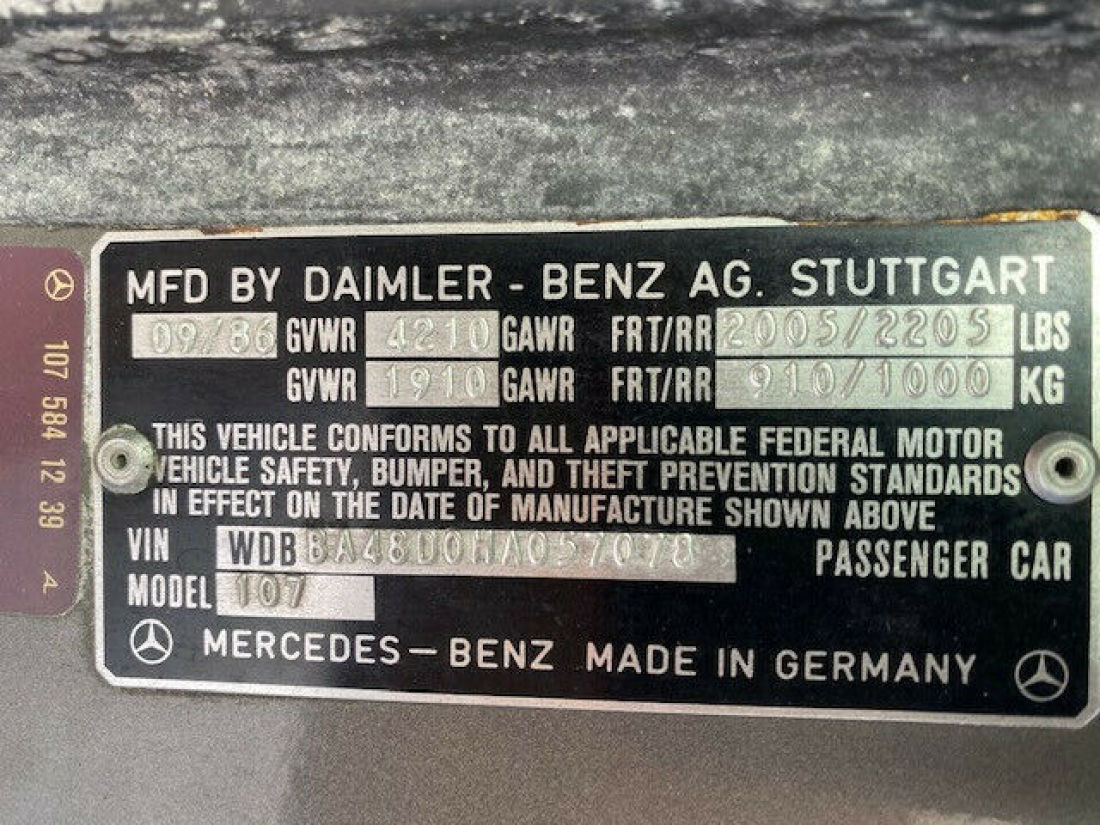 MFD BY DAIMLER - BENZ AG. STUTTGART
09/86 GVWR 4210 GAWR FRT/RR 2005/2205 LBS
GVWR 1910 GAWR FRT/RR 910/1000 KG
THIS VEHICLE CONFORMS TO ALL APPLICABLE FEDERAL MOTOR
VEHICLE SAFETY, BUMPER, AND THEFT PREVENTION STANDARDS
IN EFFECT ON THE DATE OF MANUFACTURE SHOWN ABOVE
VIN WDBBA48D0HA057078 PASSENGER CAR
MODEL 107
MERCEDES-BENZ MADE IN GERMANY
107 584 12 39 A